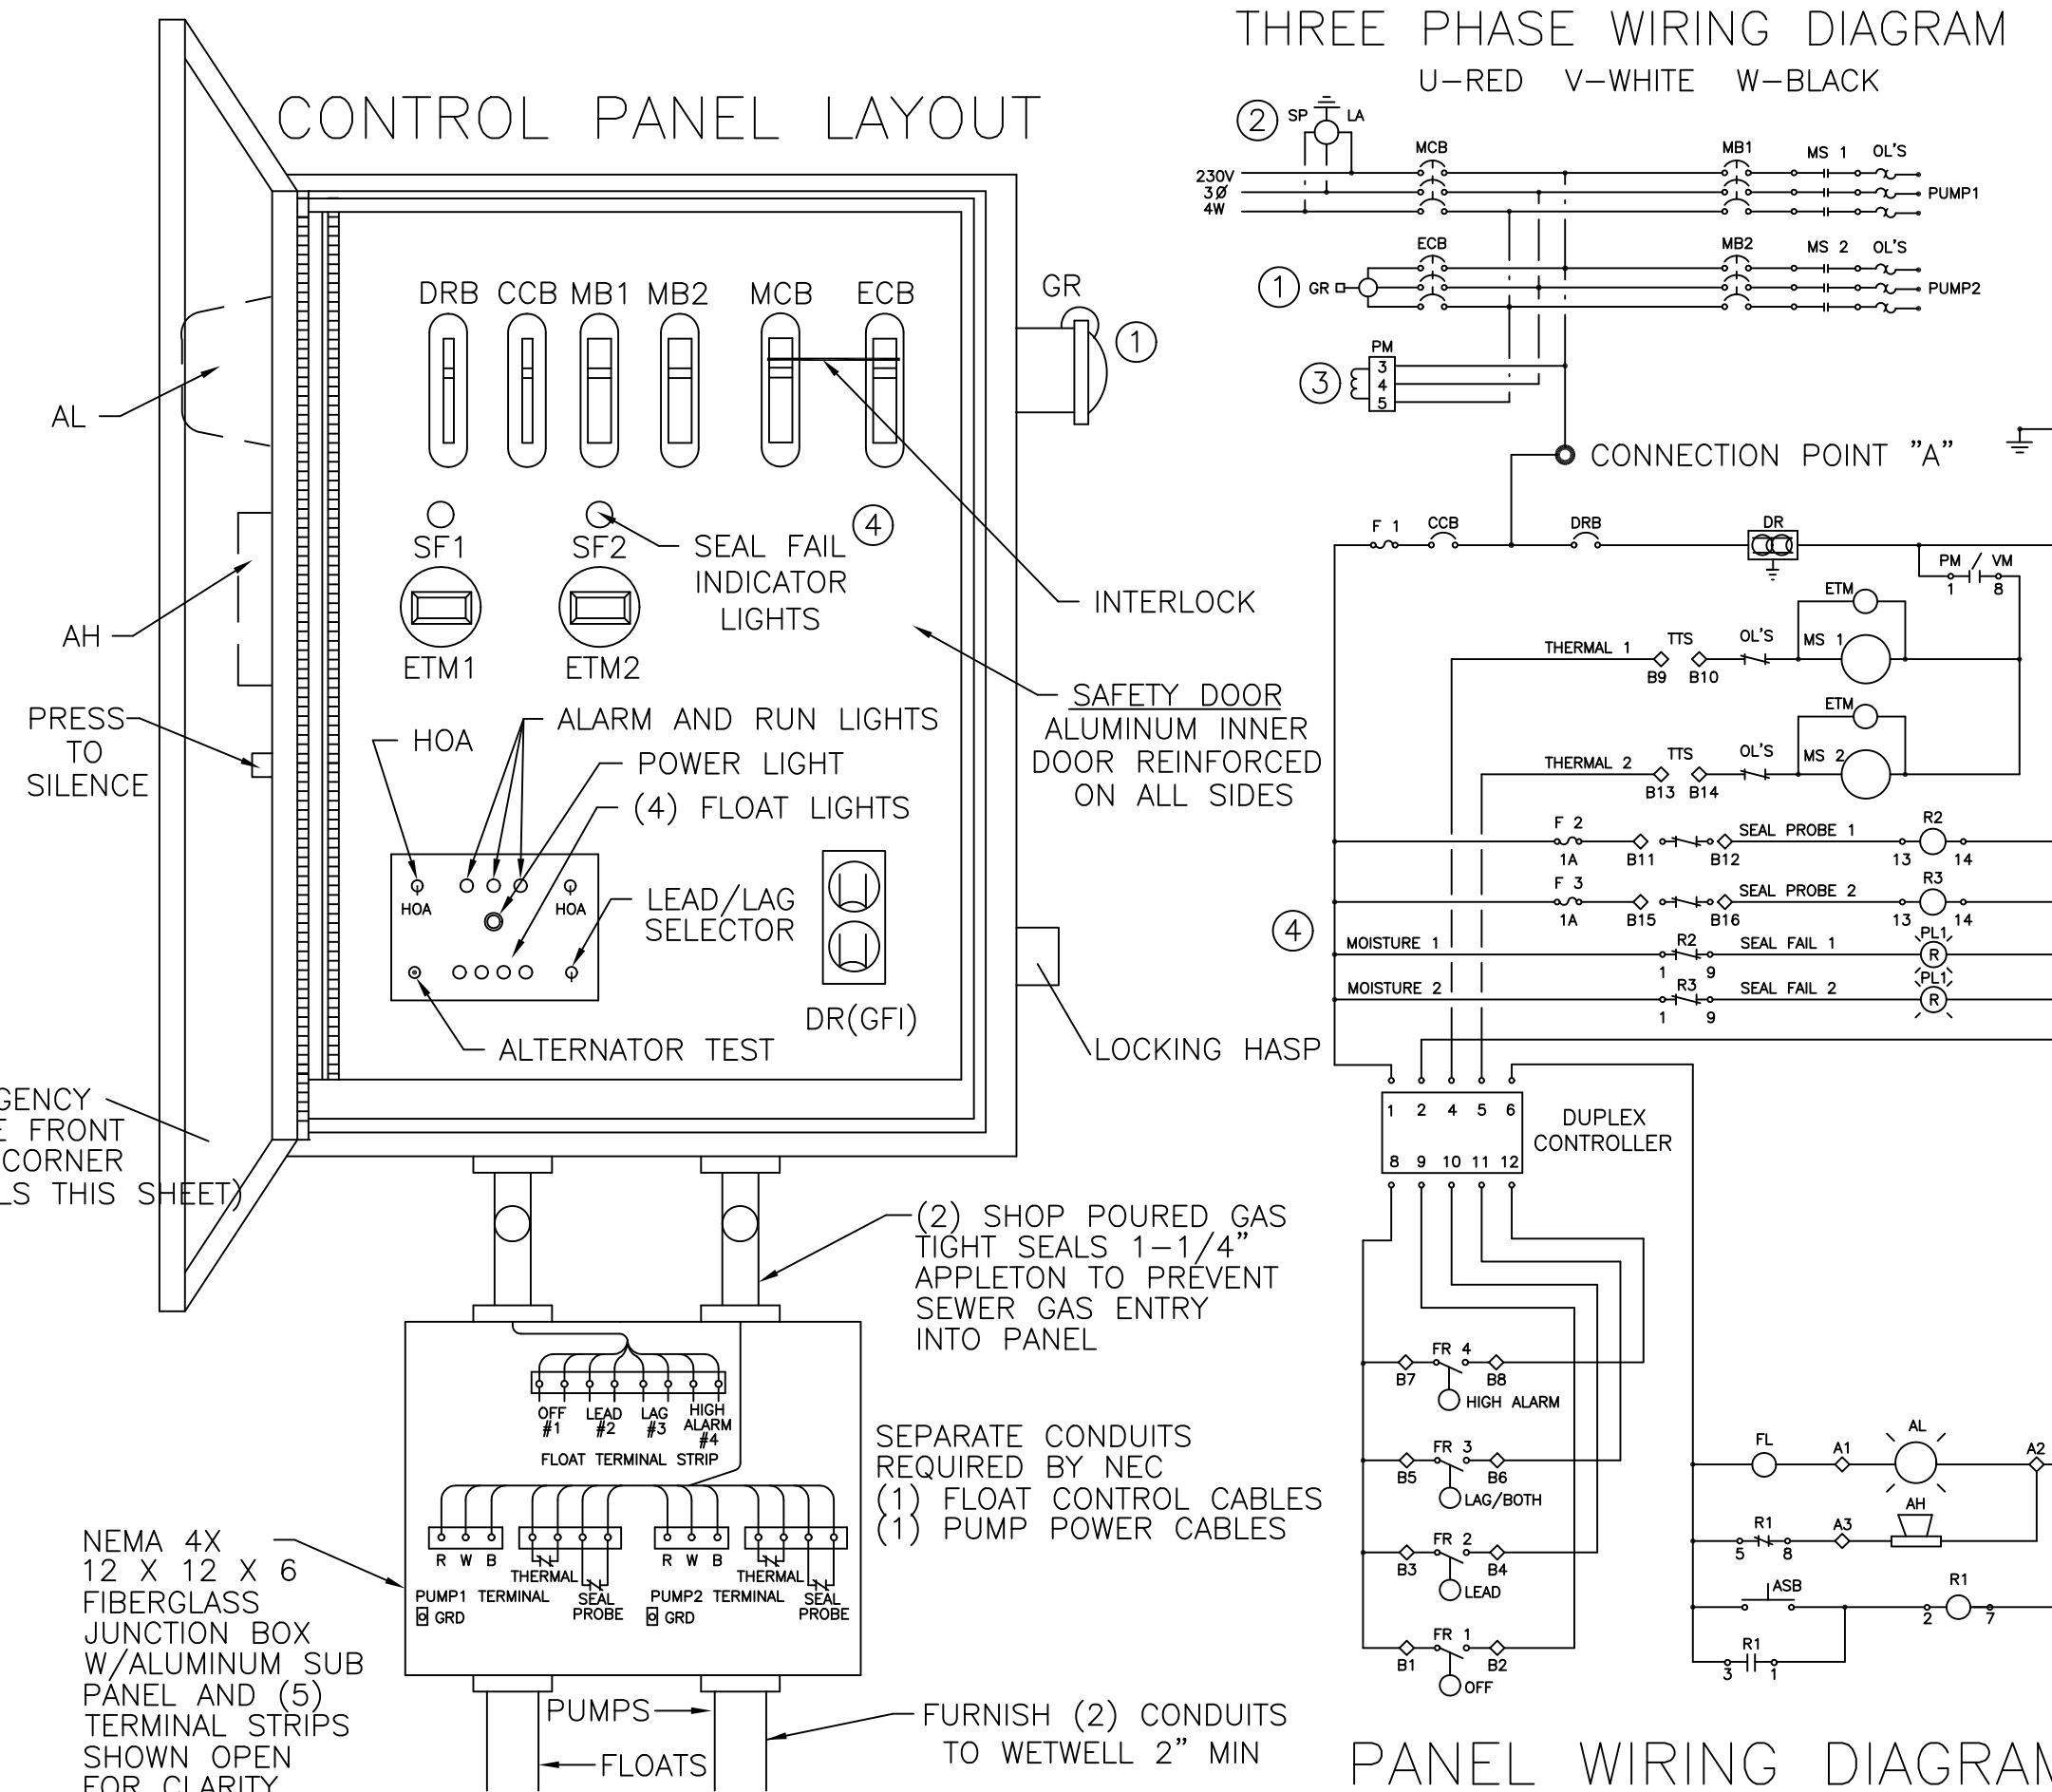 CONTROL PANEL LAYOUT
DRB CCB MB1 MB2 MCB ECB
GR
1
AL
4
SF1 SF2
SEAL FAIL
INDICATOR
LIGHTS
INTERLOCK
AH
ETM1 ETM2
SAFETY DOOR
ALUMINUM INNER
DOOR REINFORCED
ON ALL SIDES
PRESS
TO
SILENCE
HOA
ALARM AND RUN LIGHTS
POWER LIGHT
(4) FLOAT LIGHTS
HOA HOA
LEAD/LAG
SELECTOR
DR(GFI)
ALTERNATOR TEST
LOCKING HASP
GENCY
E FRONT
CORNER
LS THIS SHEET)
(2) SHOP POURED GAS
TIGHT SEALS 1-1/4"
APPLETON TO PREVENT
SEWER GAS ENTRY
INTO PANEL
OFF LEAD LAG HIGH
#1 #2 #3 ALARM
#4
FLOAT TERMINAL STRIP
SEPARATE CONDUITS
REQUIRED BY NEC
(1) FLOAT CONTROL CABLES
(1) PUMP POWER CABLES
R W B R W B
THERMAL THERMAL
PUMP1 TERMINAL SEAL PUMP2 TERMINAL SEAL
PROBE PROBE
GRD GRD
NEMA 4X
12 X 12 X 6
FIBERGLASS
JUNCTION BOX
W/ALUMINUM SUB
PANEL AND (5)
TERMINAL STRIPS
SHOWN OPEN
FOR CLARITY
PUMPS
FLOATS
FURNISH (2) CONDUITS
TO WETWELL 2" MIN
THREE PHASE WIRING DIAGRAM
U-RED V-WHITE W-BLACK
2 SP LA
MCB MB1 MS 1 OL'S
230V
3Ø PUMP1
4W
ECB MB2 MS 2 OL'S
1 GR PUMP2
PM
3
3 4
5
CONNECTION POINT "A"
F 1 CCB DRB DR
PM VM
1 8
ETM
THERMAL 1 TTS OL'S MS 1
B9 B10
ETM
THERMAL 2 TTS OL'S MS 2
B13 B14
F 2 SEAL PROBE 1 R2
1A B11 B12 13 14
F 3 SEAL PROBE 2 R3
1A B15 B16 13 14
4
MOISTURE 1 R2 SEAL FAIL 1 PL1
1 9 R
MOISTURE 2 R3 SEAL FAIL 2 PL1
1 9 R
1 2 4 5 6
8 9 10 11 12
DUPLEX
CONTROLLER
FR 4
B7 B8
HIGH ALARM
FR 3
B5 B6
LAG/BOTH
FR 2
B3 B4
LEAD
FR 1
B1 B2
OFF
FL A1 AL A2
AH
R1 A3
5 8
ASB R1
2 7
R1
3 1
PANEL WIRING DIAGRAM